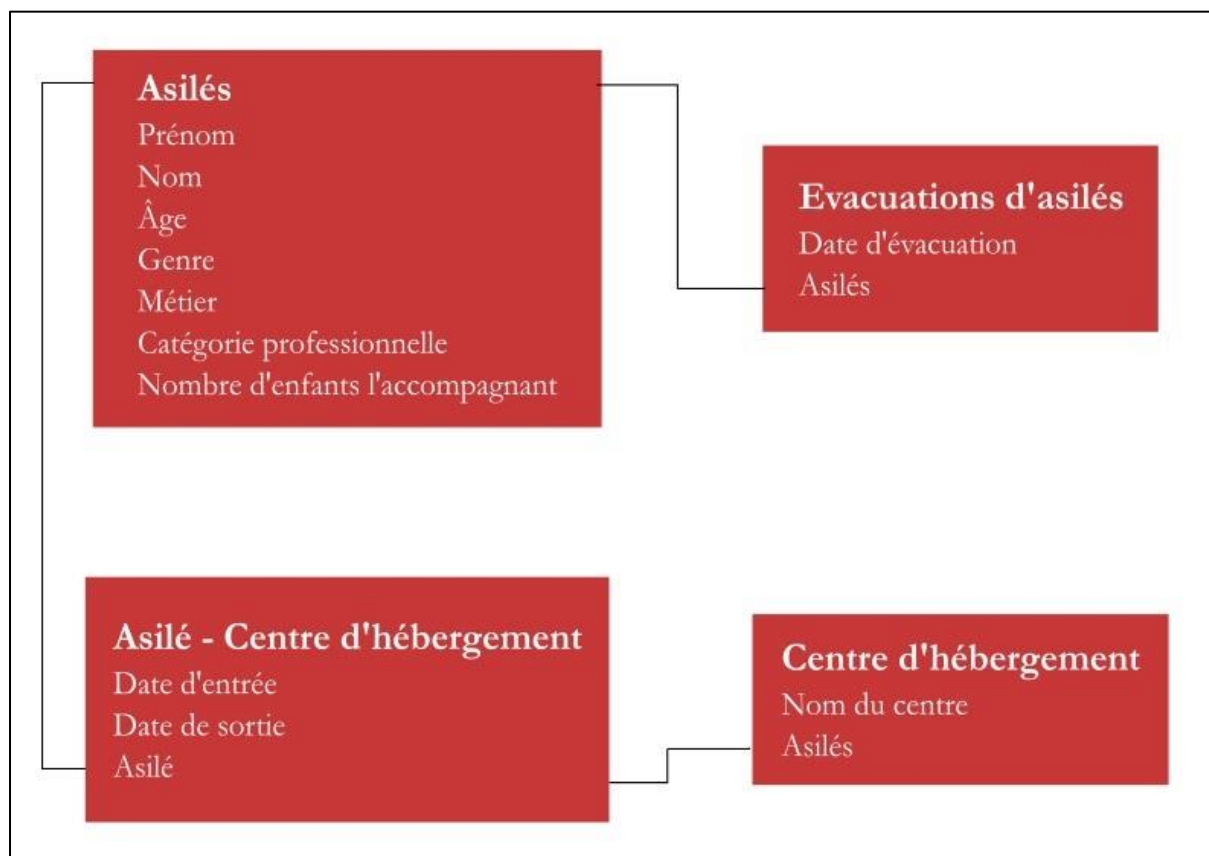 Asilés
Prénom
Nom
Âge
Genre
Métier
Catégorie professionnelle
Nombre d'enfants l'accompagnant
Evacuations d'asilés
Date d'évacuation
Asilés
Asilé - Centre d'hébergement
Date d'entrée
Date de sortie
Asilé
Centre d'hébergement
Nom du centre
Asilés